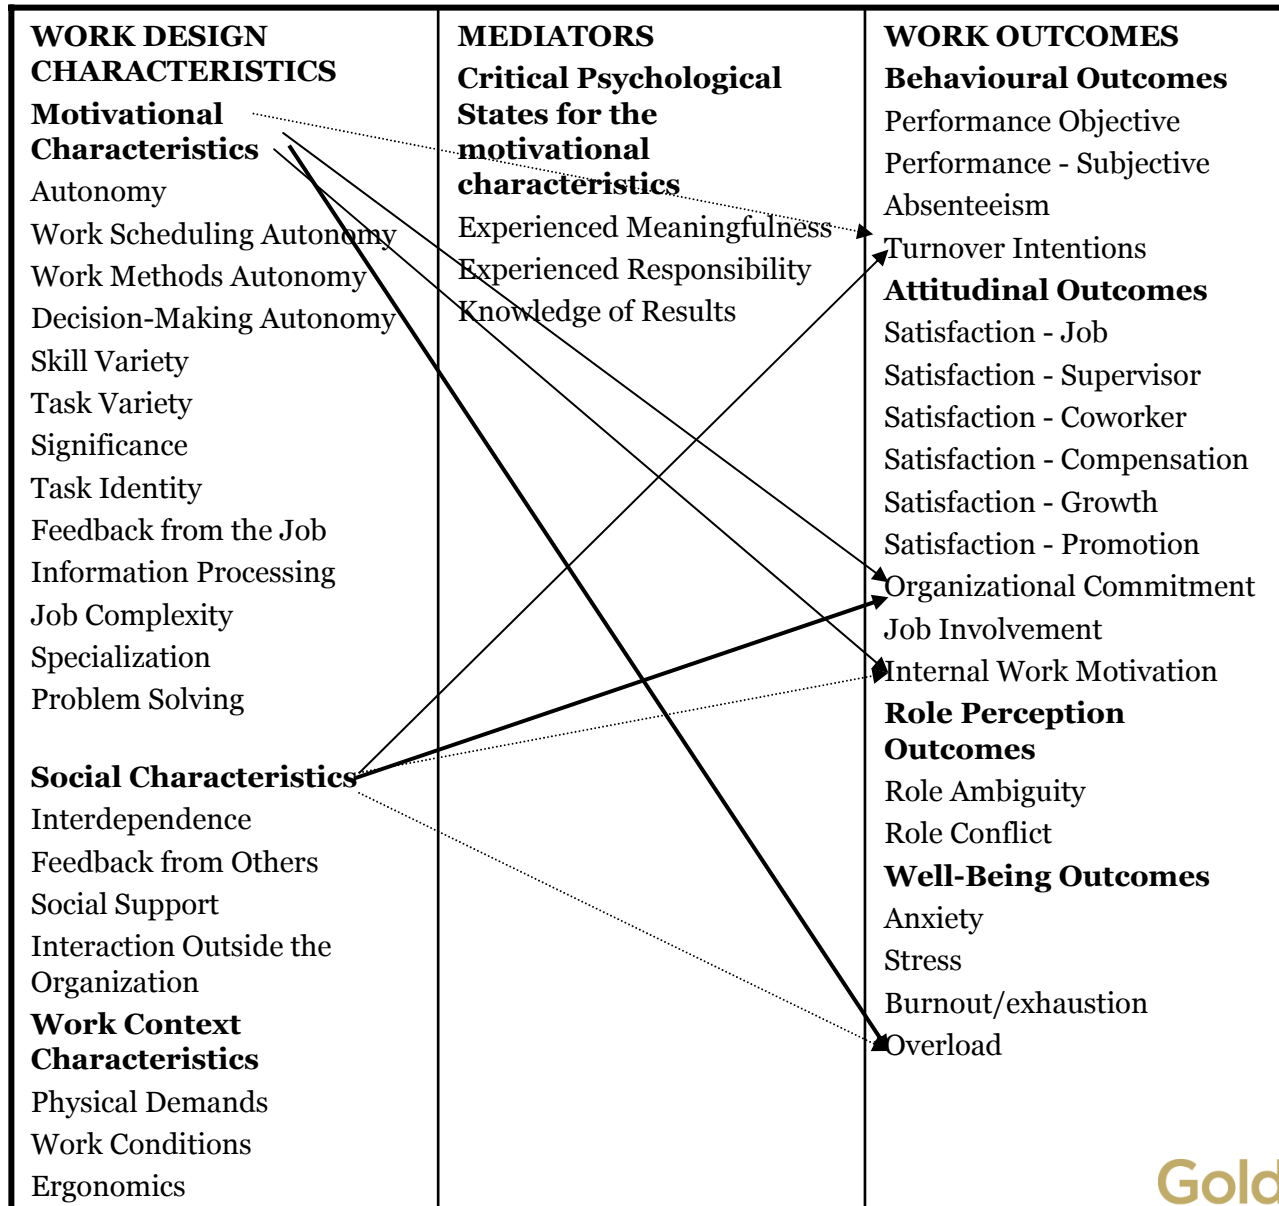 WORK DESIGN
CHARACTERISTICS
Motivational
Characteristics
Autonomy
Work Scheduling Autonomy
Work Methods Autonomy
Decision-Making Autonomy
Skill Variety
Task Variety
Significance
Task Identity
Feedback from the Job
Information Processing
Job Complexity
Specialization
Problem Solving
Social Characteristics
Interdependence
Feedback from Others
Social Support
Interaction Outside the
Organization
Work Context
Characteristics
Physical Demands
Work Conditions
Ergonomics
MEDIATORS
Critical Psychological
States for the
motivational
characteristics
Experienced Meaningfulness
Experienced Responsibility
Knowledge of Results
WORK OUTCOMES
Behavioural Outcomes
Performance Objective
Performance - Subjective
Absenteeism
Turnover Intentions
Attitudinal Outcomes
Satisfaction - Job
Satisfaction - Supervisor
Satisfaction - Coworker
Satisfaction - Compensation
Satisfaction - Growth
Satisfaction - Promotion
Organizational Commitment
Job Involvement
Internal Work Motivation
Role Perception
Outcomes
Role Ambiguity
Role Conflict
Well-Being Outcomes
Anxiety
Stress
Burnout/exhaustion
Overload
Gold